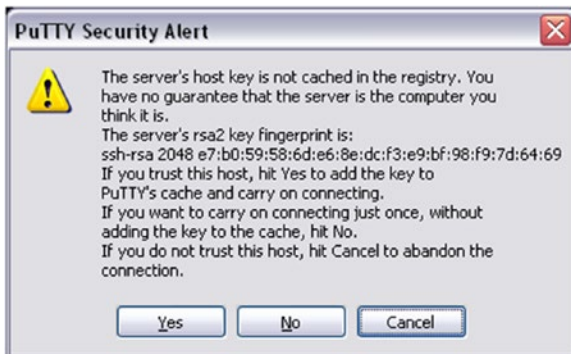 PuTTY Security Alert
The server's host key is not cached in the registry. You
have no guarantee that the server is the computer you
think it is.
The server's rsa2 key fingerprint is:
ssh-rsa 2048 e7:b0:59:58:6d:e6:8e:dc:f3:e9:bf:98:f9:7d:64:69
If you trust this host, hit Yes to add the key to
PuTTY's cache and carry on connecting.
If you want to carry on connecting just once, without
adding the key to the cache, hit No.
If you do not trust this host, hit Cancel to abandon the
connection.
Yes No Cancel